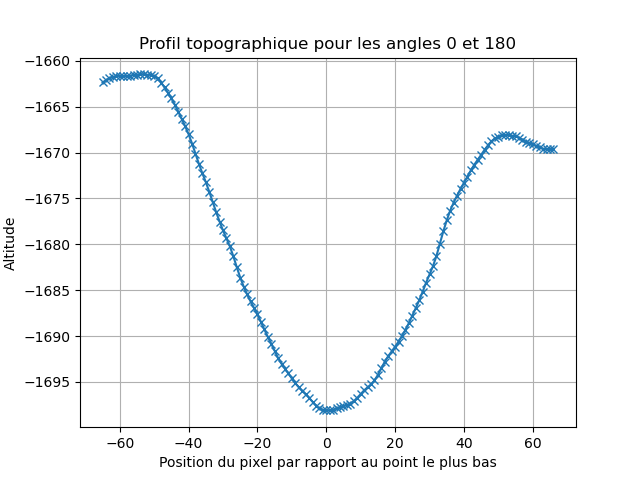 Profil topographique pour les angles 0 et 180
−1660
−1665
−1670
−1675
−1680
−1685
−1690
−1695
Altitude
−60 −40 −20 0 20 40 60
Position du pixel par rapport au point le plus bas